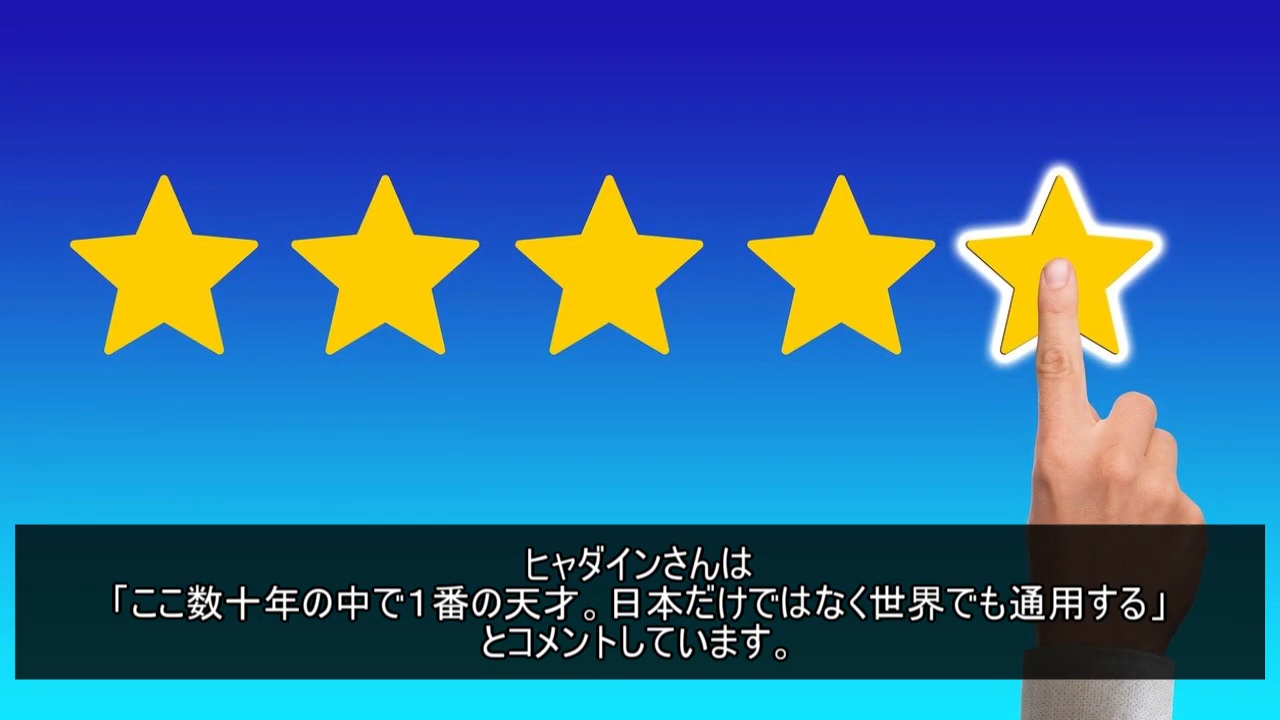 ヒャダインさんは
「ここ数十年の中で1番の天才。日本だけではなく世界でも通用する」
とコメントしています。